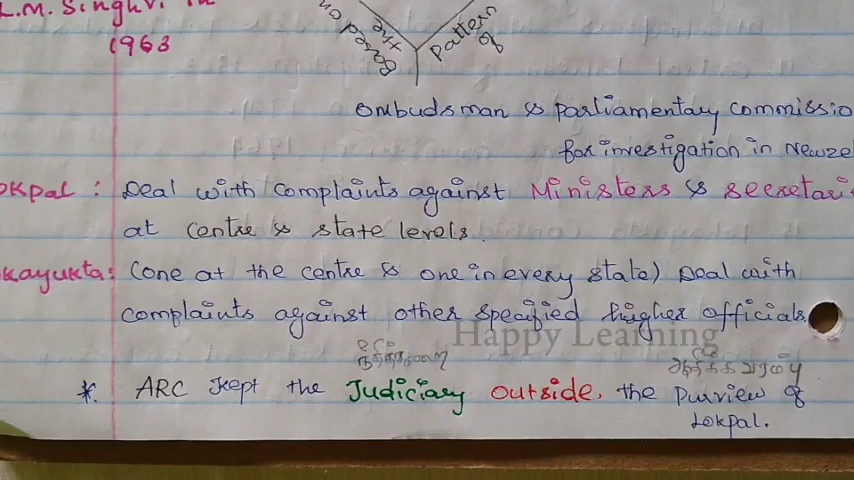 L.M. Singhvi in
1963
Based on
the
Pattern
of
ombudsman & parliamentary commissio
for investigation in Newze
okpal : Deal with complaints against Ministers & secretari
at centre & state levels.
kayukta: (one at the centre & one in every state) Deal with
complaints against other specified higher officials
Happy Learning
* ARC kept the Judiciary outside, the purview of
Lokpal.